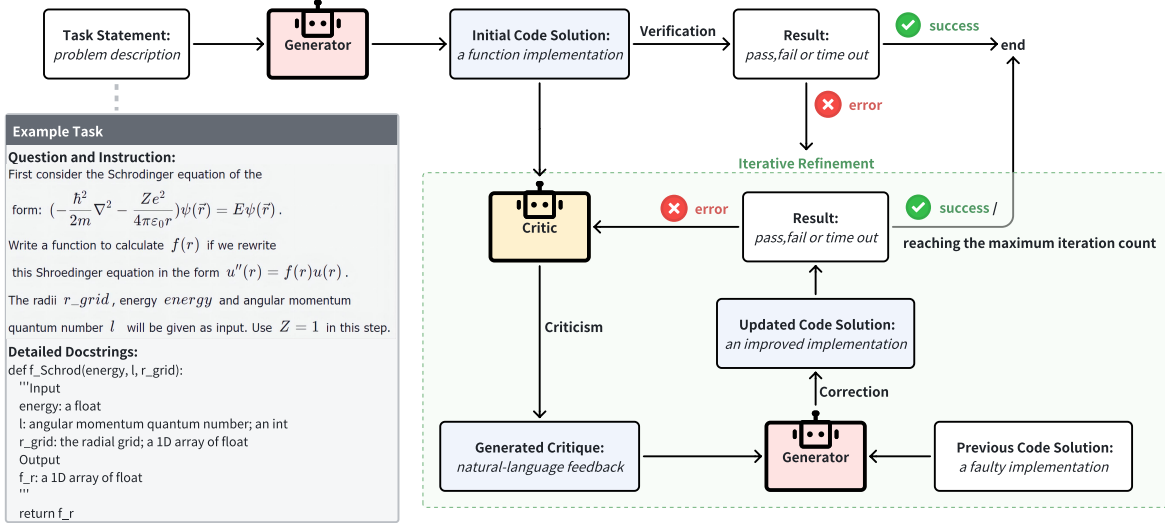 Task Statement:
problem description
Generator
Initial Code Solution:
a function implementation
Verification
Result:
pass,fail or time out
success
end
error
Example Task
Question and Instruction:
First consider the Schrodinger equation of the
form: $(-\frac{\hbar^2}{2m}\nabla^2 - \frac{Ze^2}{4\pi\varepsilon_0 r})\psi(\vec{r}) = E\psi(\vec{r})$.
Write a function to calculate $f(r)$ if we rewrite
this Shroedinger equation in the form $u''(r) = f(r)u(r)$.
The radii $r\_grid$, energy $energy$ and angular momentum
quantum number $l$ will be given as input. Use $Z = 1$ in this step.
Detailed Docstrings:
def f_Schrod(energy, l, r_grid):
'''Input
energy: a float
l: angular momentum quantum number; an int
r_grid: the radial grid; a 1D array of float
Output
f_r: a 1D array of float
'''
return f_r
Iterative Refinement
Critic
error
Result:
pass,fail or time out
success /
reaching the maximum iteration count
Updated Code Solution:
an improved implementation
Criticism
Correction
Generated Critique:
natural-language feedback
Generator
Previous Code Solution:
a faulty implementation